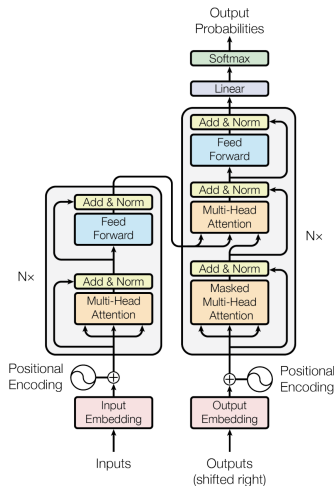 Output
Probabilities
Softmax
Linear
Add & Norm
Feed
Forward
Add & Norm
Multi-Head
Attention
Add & Norm
Masked
Multi-Head
Attention
N×
Add & Norm
Feed
Forward
N×
Add & Norm
Multi-Head
Attention
Positional
Encoding
Positional
Encoding
Input
Embedding
Output
Embedding
Inputs
Outputs
(shifted right)